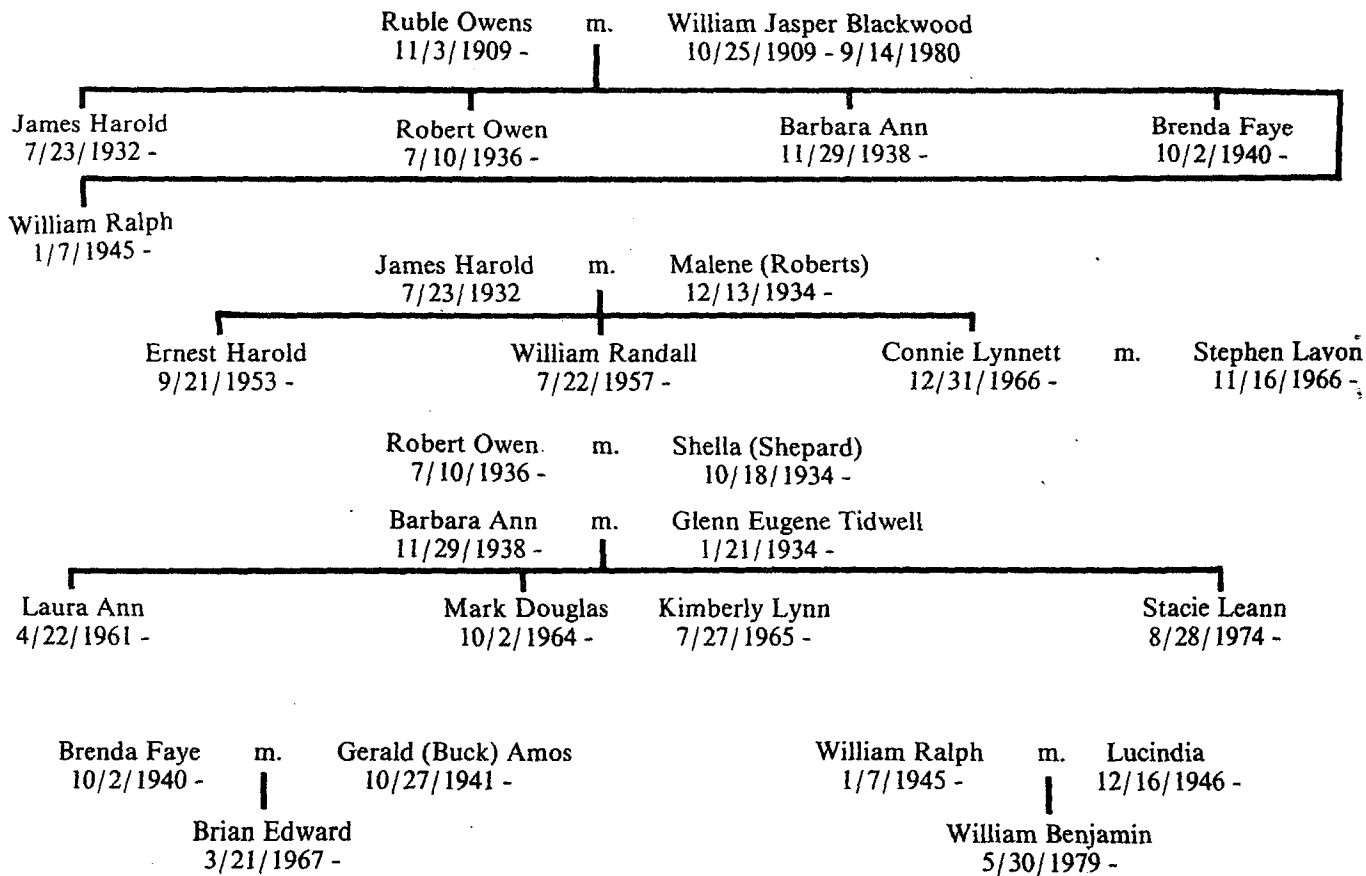 Ruble Owens m. William Jasper Blackwood
11/3/1909 - 10/25/1909 - 9/14/1980
James Harold Robert Owen Barbara Ann Brenda Faye
7/23/1932 - 7/10/1936 - 11/29/1938 - 10/2/1940 -
William Ralph
1/7/1945 -
James Harold m. Malene (Roberts)
7/23/1932 12/13/1934 -
Ernest Harold William Randall Connie Lynnett m. Stephen Lavon
9/21/1953 - 7/22/1957 - 12/31/1966 - 11/16/1966 -
Robert Owen m. Shella (Shepard)
7/10/1936 - 10/18/1934 -
Barbara Ann m. Glenn Eugene Tidwell
11/29/1938 - 1/21/1934 -
Laura Ann Mark Douglas Kimberly Lynn Stacie Leann
4/22/1961 - 10/2/1964 - 7/27/1965 - 8/28/1974 -
Brenda Faye m. Gerald (Buck) Amos William Ralph m. Lucindia
10/2/1940 - 10/27/1941 - 1/7/1945 - 12/16/1946 -
Brian Edward William Benjamin
3/21/1967 - 5/30/1979 -